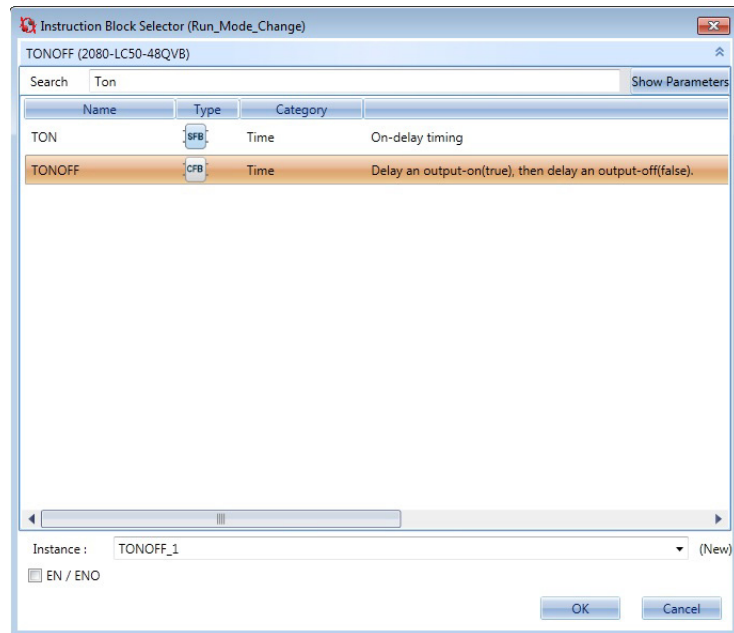 Instruction Block Selector (Run_Mode_Change)
TONOFF (2080-LC50-48QVB)
Search Ton Show Parameters
Name Type Category
TON SFB Time On-delay timing
TONOFF CFB Time Delay an output-on(true), then delay an output-off(false).
Instance : TONOFF_1 (New)
EN / ENO
OK Cancel